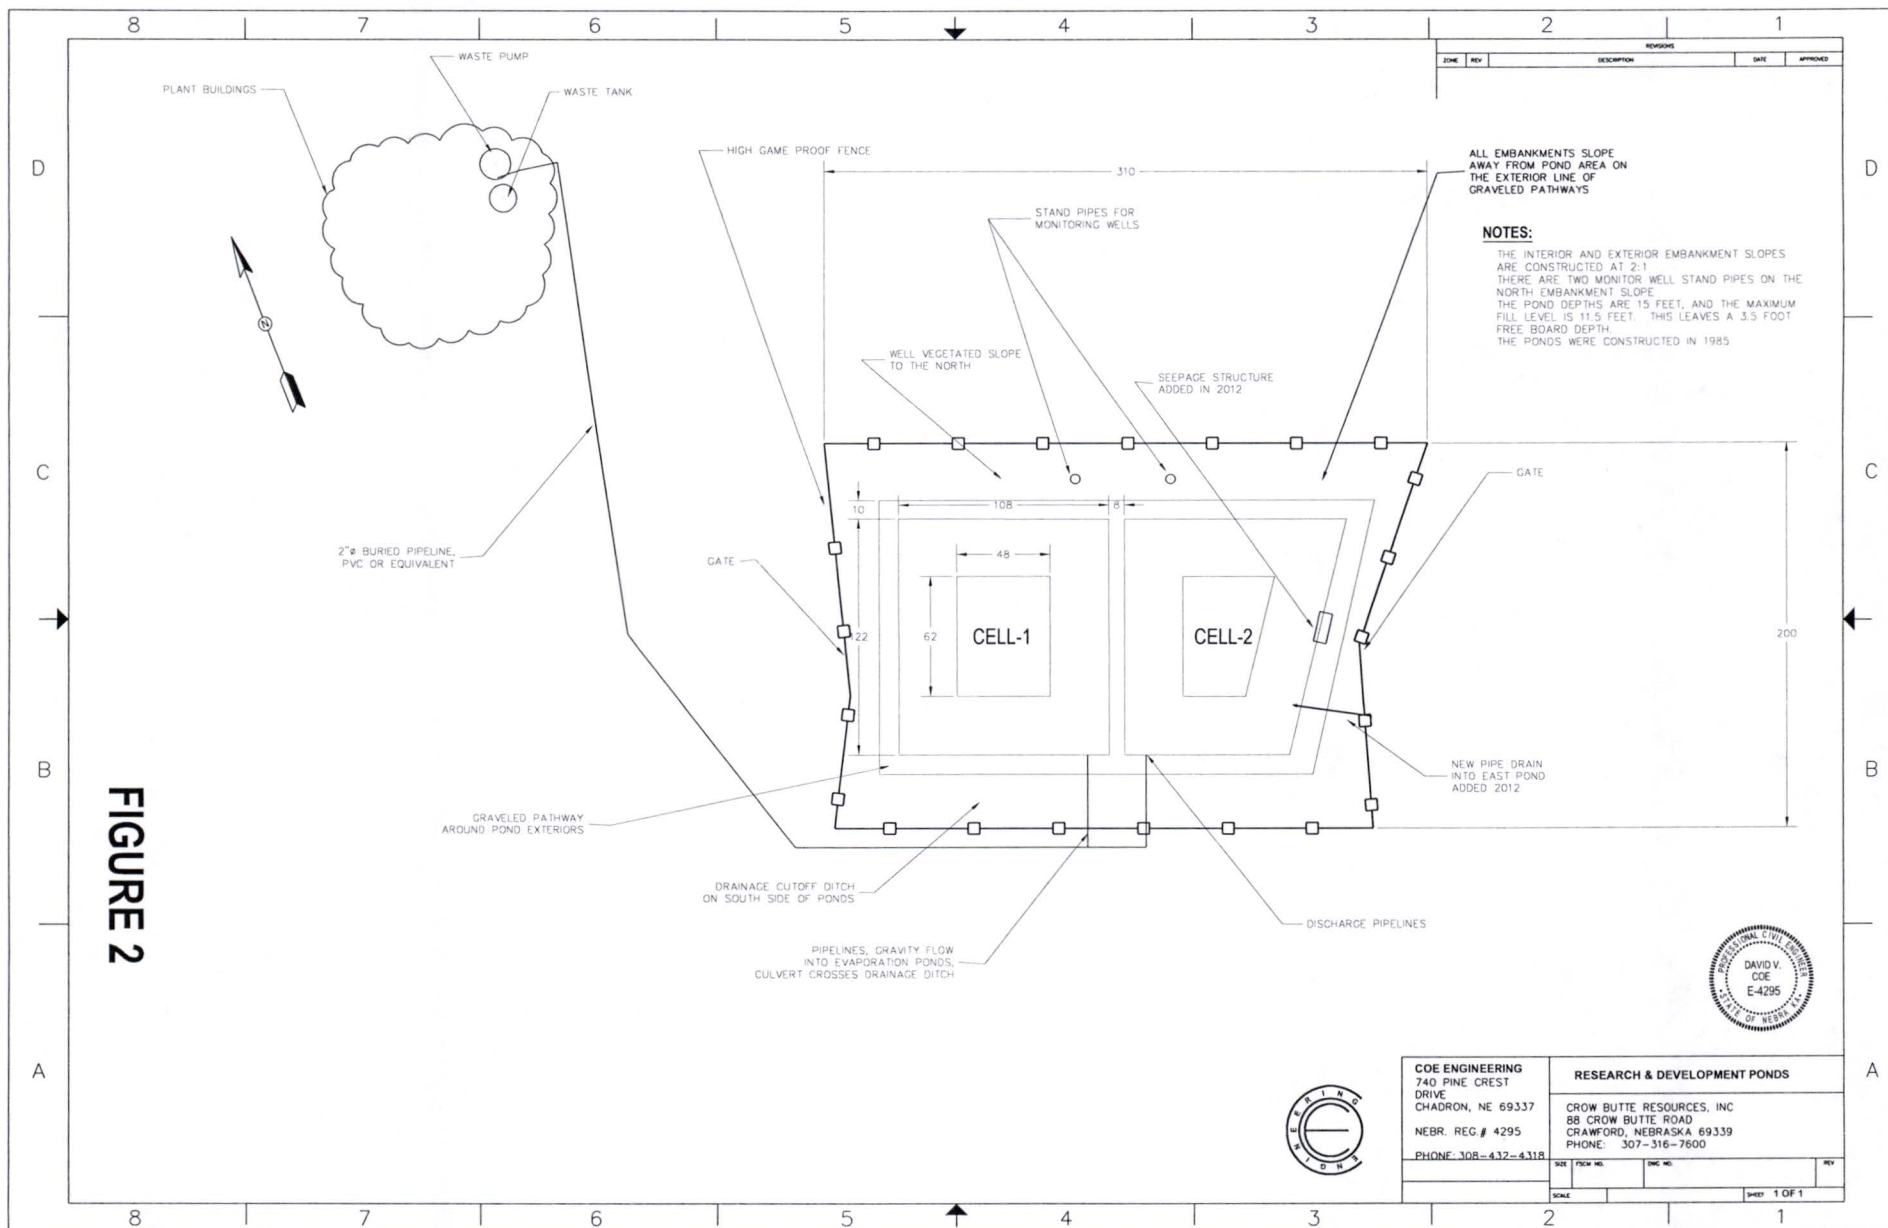 8 7 6 5 4 3 2 1
REVISIONS
ZONE REV DESCRIPTION DATE APPROVED
WASTE PUMP
PLANT BUILDINGS
WASTE TANK
HIGH GAME PROOF FENCE
310
ALL EMBANKMENTS SLOPE
AWAY FROM POND AREA ON
THE EXTERIOR LINE OF
GRAVELED PATHWAYS
D
D
STAND PIPES FOR
MONITORING WELLS
NOTES:
THE INTERIOR AND EXTERIOR EMBANKMENT SLOPES
ARE CONSTRUCTED AT 2:1
THERE ARE TWO MONITOR WELL STAND PIPES ON THE
NORTH EMBANKMENT SLOPE
THE POND DEPTHS ARE 15 FEET, AND THE MAXIMUM
FILL LEVEL IS 11.5 FEET. THIS LEAVES A 3.5 FOOT
FREE BOARD DEPTH.
THE PONDS WERE CONSTRUCTED IN 1985
N
WELL VEGETATED SLOPE
TO THE NORTH
SEEPAGE STRUCTURE
ADDED IN 2012
C
C
GATE
10
108
8
2"ø BURIED PIPELINE,
PVC OR EQUIVALENT
GATE
48
122
62
CELL-1
CELL-2
200
B
B
NEW PIPE DRAIN
INTO EAST POND
ADDED 2012
GRAVELED PATHWAY
AROUND POND EXTERIORS
FIGURE 2
DRAINAGE CUTOFF DITCH
ON SOUTH SIDE OF PONDS
DISCHARGE PIPELINES
PIPELINES, GRAVITY FLOW
INTO EVAPORATION PONDS,
CULVERT CROSSES DRAINAGE DITCH
PROFESSIONAL CIVIL ENGINEER
DAVID V.
COE
E-4295
STATE OF NEBRA KA
A
A
ENGINEERING
COE ENGINEERING
740 PINE CREST
DRIVE
CHADRON, NE 69337
NEBR. REG.# 4295
PHONE: 308-432-4318
RESEARCH & DEVELOPMENT PONDS
CROW BUTTE RESOURCES, INC
88 CROW BUTTE ROAD
CRAWFORD, NEBRASKA 69339
PHONE: 307-316-7600
SIZE FSCM NO. DWG NO. REV
SCALE SHEET 1 OF 1
8 7 6 5 4 3 2 1